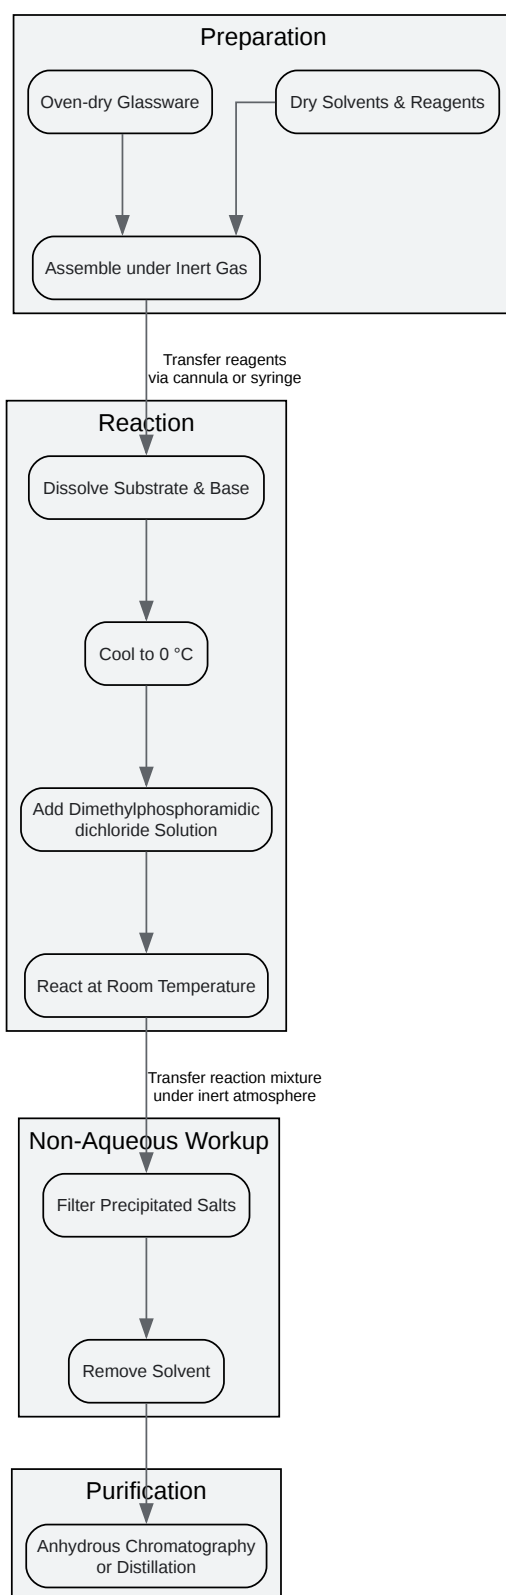 Preparation
Oven-dry Glassware
Dry Solvents & Reagents
Assemble under Inert Gas
Transfer reagents
via cannula or syringe
Reaction
Dissolve Substrate & Base
Cool to 0 °C
Add Dimethylphosphoramidic
dichloride Solution
React at Room Temperature
Transfer reaction mixture
under inert atmosphere
Non-Aqueous Workup
Filter Precipitated Salts
Remove Solvent
Purification
Anhydrous Chromatography
or Distillation